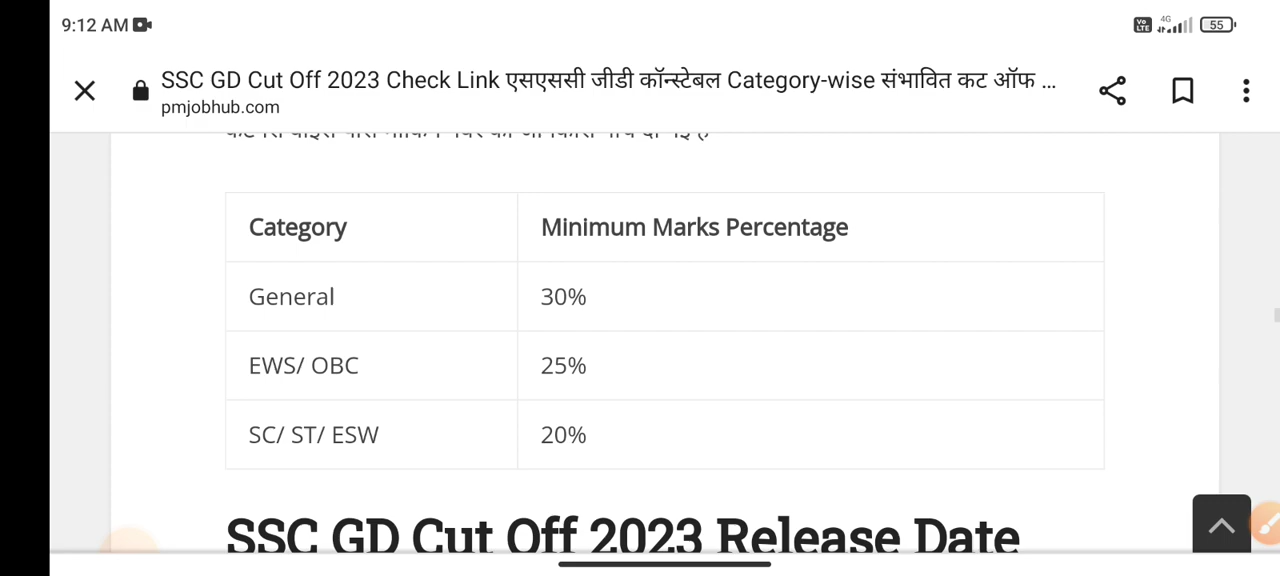 9:12 AM
Vo LTE 4G 55
SSC GD Cut Off 2023 Check Link एसएससी जीडी कॉन्स्टेबल Category-wise संभावित कट ऑफ ...
pmjobhub.com
Category Minimum Marks Percentage
General 30%
EWS/ OBC 25%
SC/ ST/ ESW 20%
SSC GD Cut Off 2023 Release Date